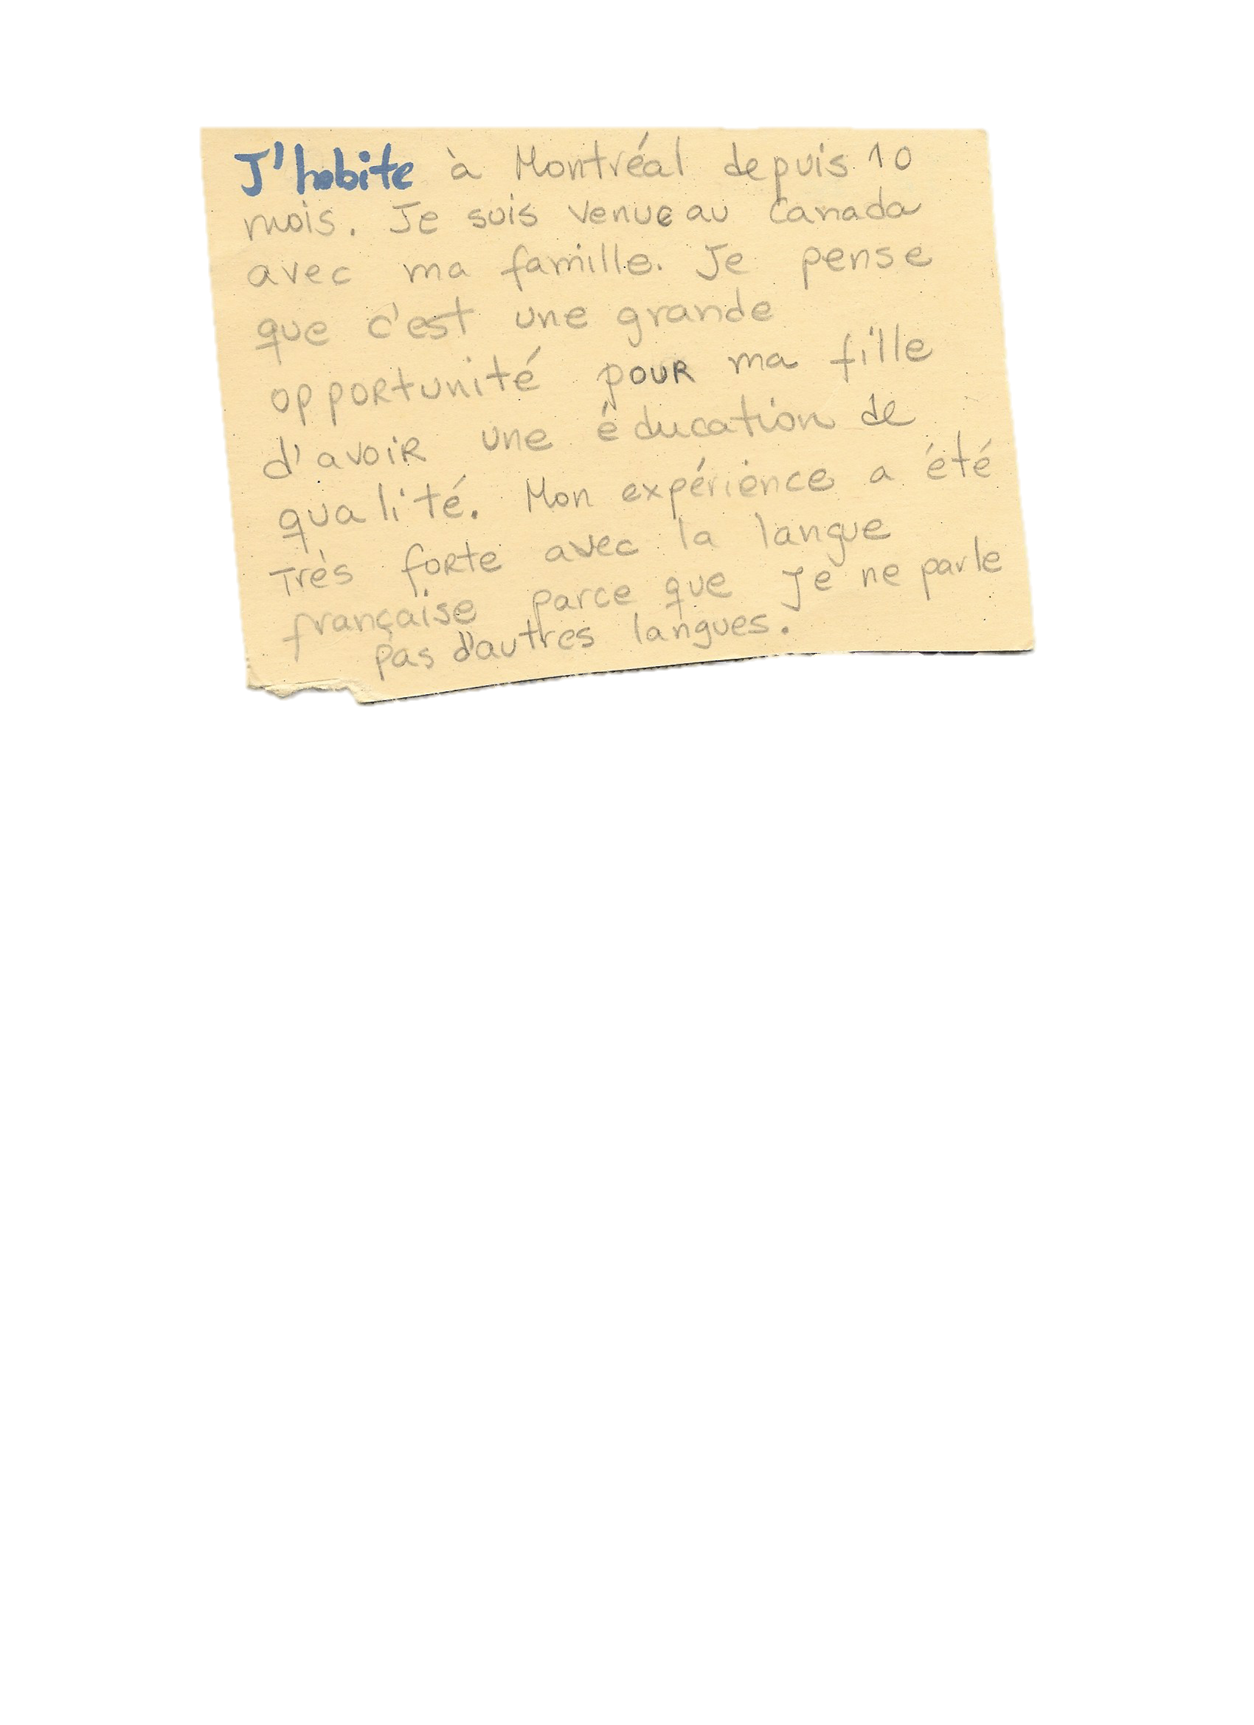 J'habite à Montréal depuis 10
mois. Je suis venue au Canada
avec ma famille. Je pense
que c'est une grande
opportunité pour ma fille
d'avoir une éducation de
qualité. Mon expérience a été
Très forte avec la langue
française parce que Je ne parle
pas d'autres langues.